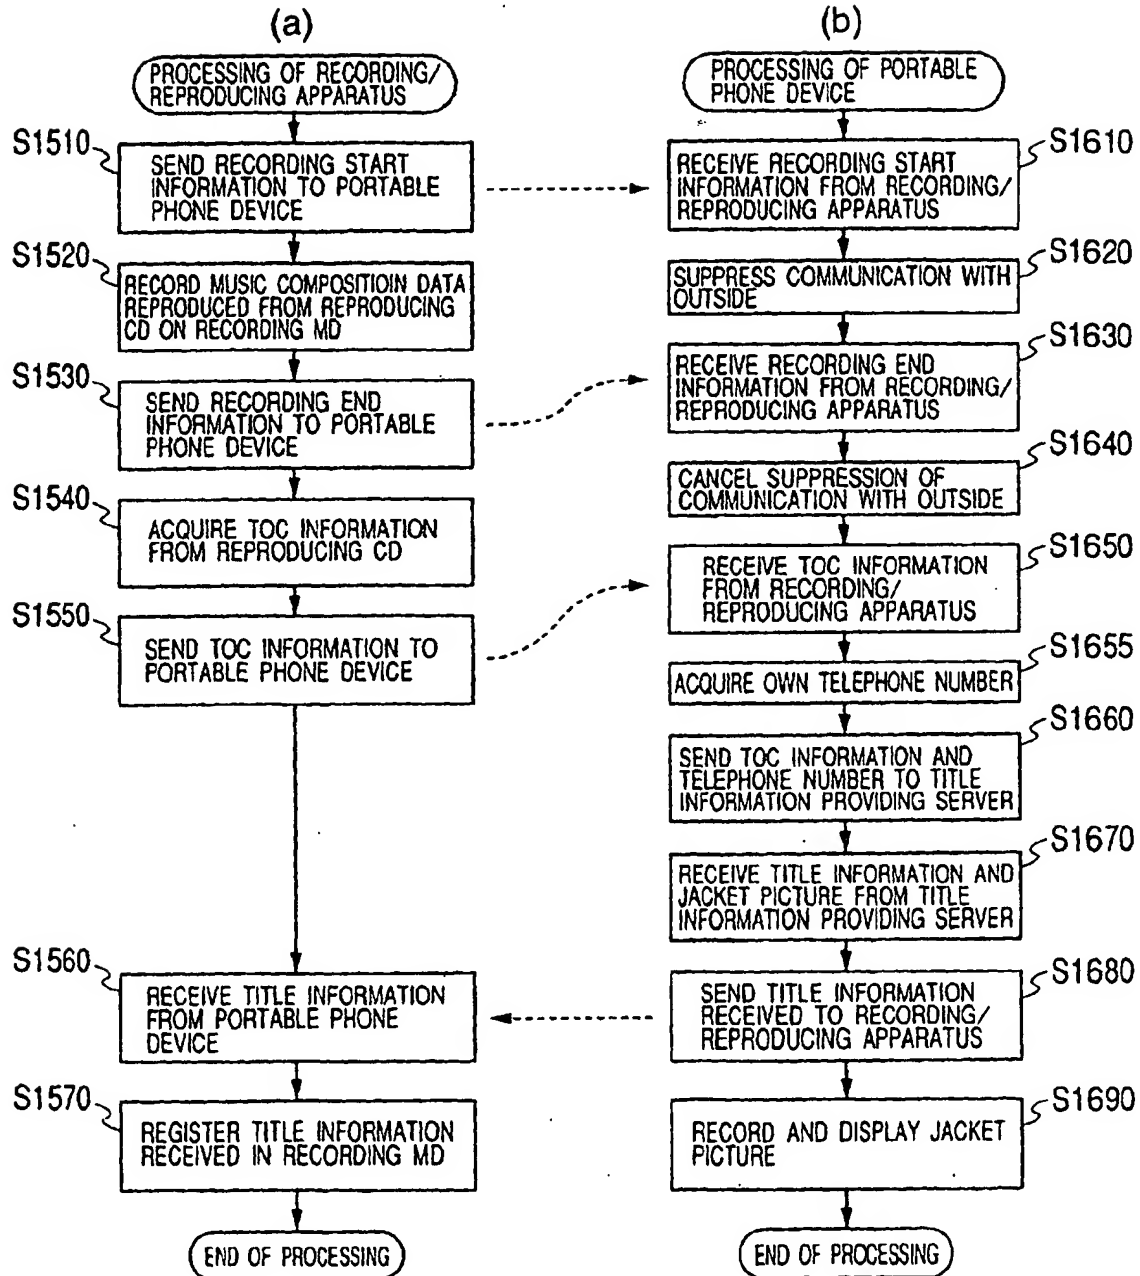 (a)
PROCESSING OF RECORDING/
REPRODUCING APPARATUS
S1510
SEND RECORDING START
INFORMATION TO PORTABLE
PHONE DEVICE
S1520
RECORD MUSIC COMPOSITIOIN DATA
REPRODUCED FROM REPRODUCING
CD ON RECORDING MD
S1530
SEND RECORDING END
INFORMATION TO PORTABLE
PHONE DEVICE
S1540
ACQUIRE TOC INFORMATION
FROM REPRODUCING CD
S1550
SEND TOC INFORMATION TO
PORTABLE PHONE DEVICE
S1560
RECEIVE TITLE INFORMATION
FROM PORTABLE PHONE
DEVICE
S1570
REGISTER TITLE INFORMATION
RECEIVED IN RECORDING MD
END OF PROCESSING
(b)
PROCESSING OF PORTABLE
PHONE DEVICE
S1610
RECEIVE RECORDING START
INFORMATION FROM RECORDING/
REPRODUCING APPARATUS
S1620
SUPPRESS COMMUNICATION WITH
OUTSIDE
S1630
RECEIVE RECORDING END
INFORMATION FROM RECORDING/
REPRODUCING APPARATUS
S1640
CANCEL SUPPRESSION OF
COMMUNICATION WITH OUTSIDE
S1650
RECEIVE TOC INFORMATION
FROM RECORDING/
REPRODUCING APPARATUS
S1655
ACQUIRE OWN TELEPHONE NUMBER
S1660
SEND TOC INFORMATION AND
TELEPHONE NUMBER TO TITLE
INFORMATION PROVIDING SERVER
S1670
RECEIVE TITLE INFORMATION AND
JACKET PICTURE FROM TITLE
INFORMATION PROVIDING SERVER
S1680
SEND TITLE INFORMATION
RECEIVED TO RECORDING/
REPRODUCING APPARATUS
S1690
RECORD AND DISPLAY JACKET
PICTURE
END OF PROCESSING